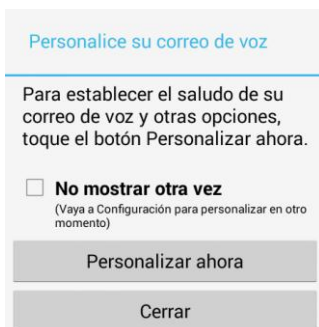 Personalice su correo de voz
Para establecer el saludo de su
correo de voz y otras opciones,
toque el botón Personalizar ahora.
No mostrar otra vez
(Vaya a Configuración para personalizar en otro
momento)
Personalizar ahora
Cerrar